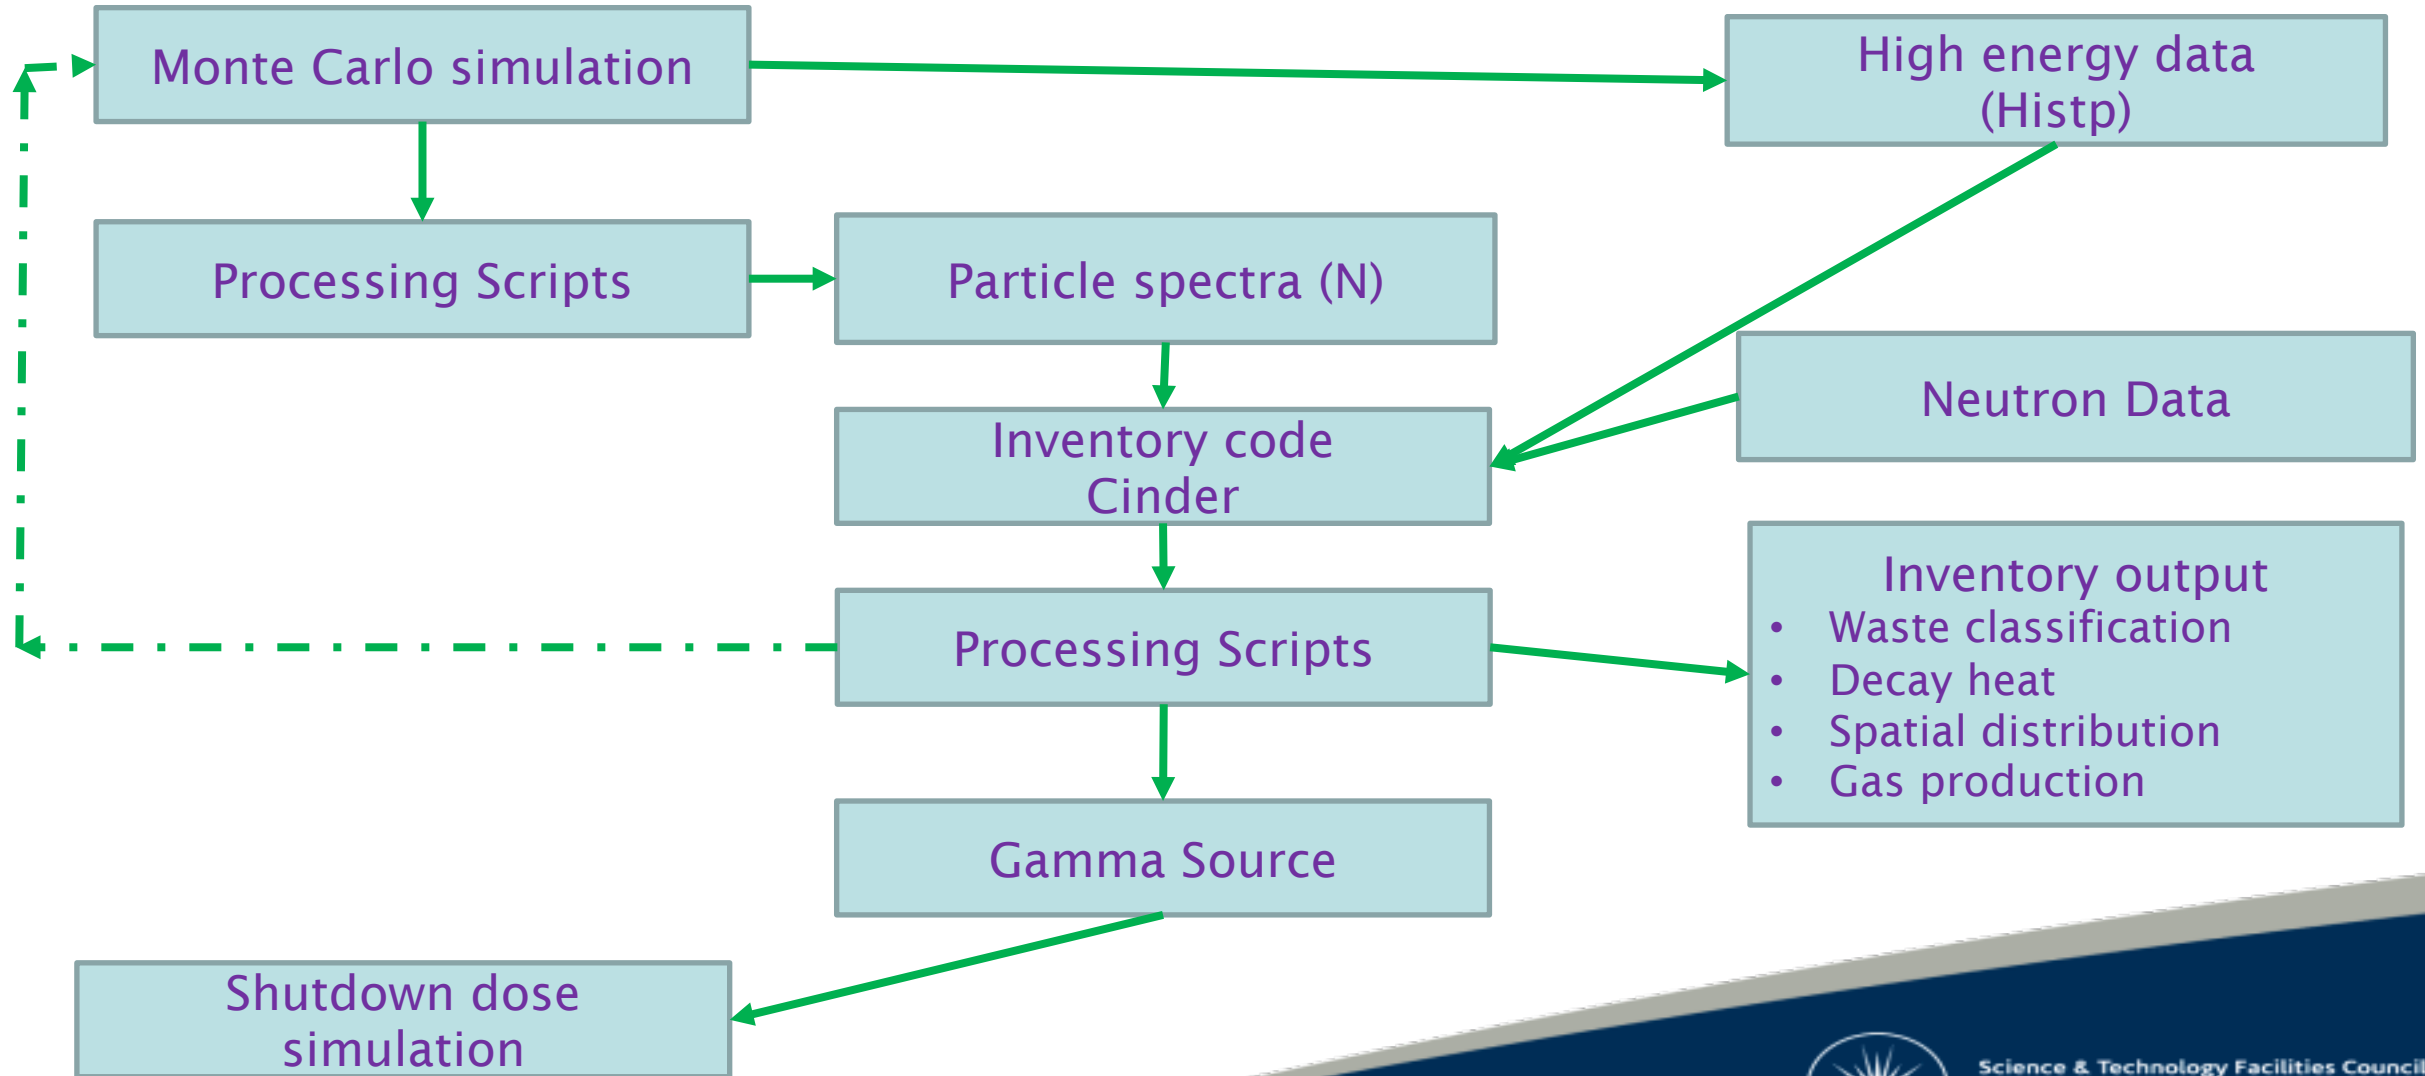 Monte Carlo simulation
High energy data
(Histp)
Processing Scripts
Particle spectra (N)
Neutron Data
Inventory code
Cinder
Processing Scripts
Inventory output
• Waste classification
• Decay heat
• Spatial distribution
• Gas production
Gamma Source
Shutdown dose
simulation
Science & Technology Facilities Council